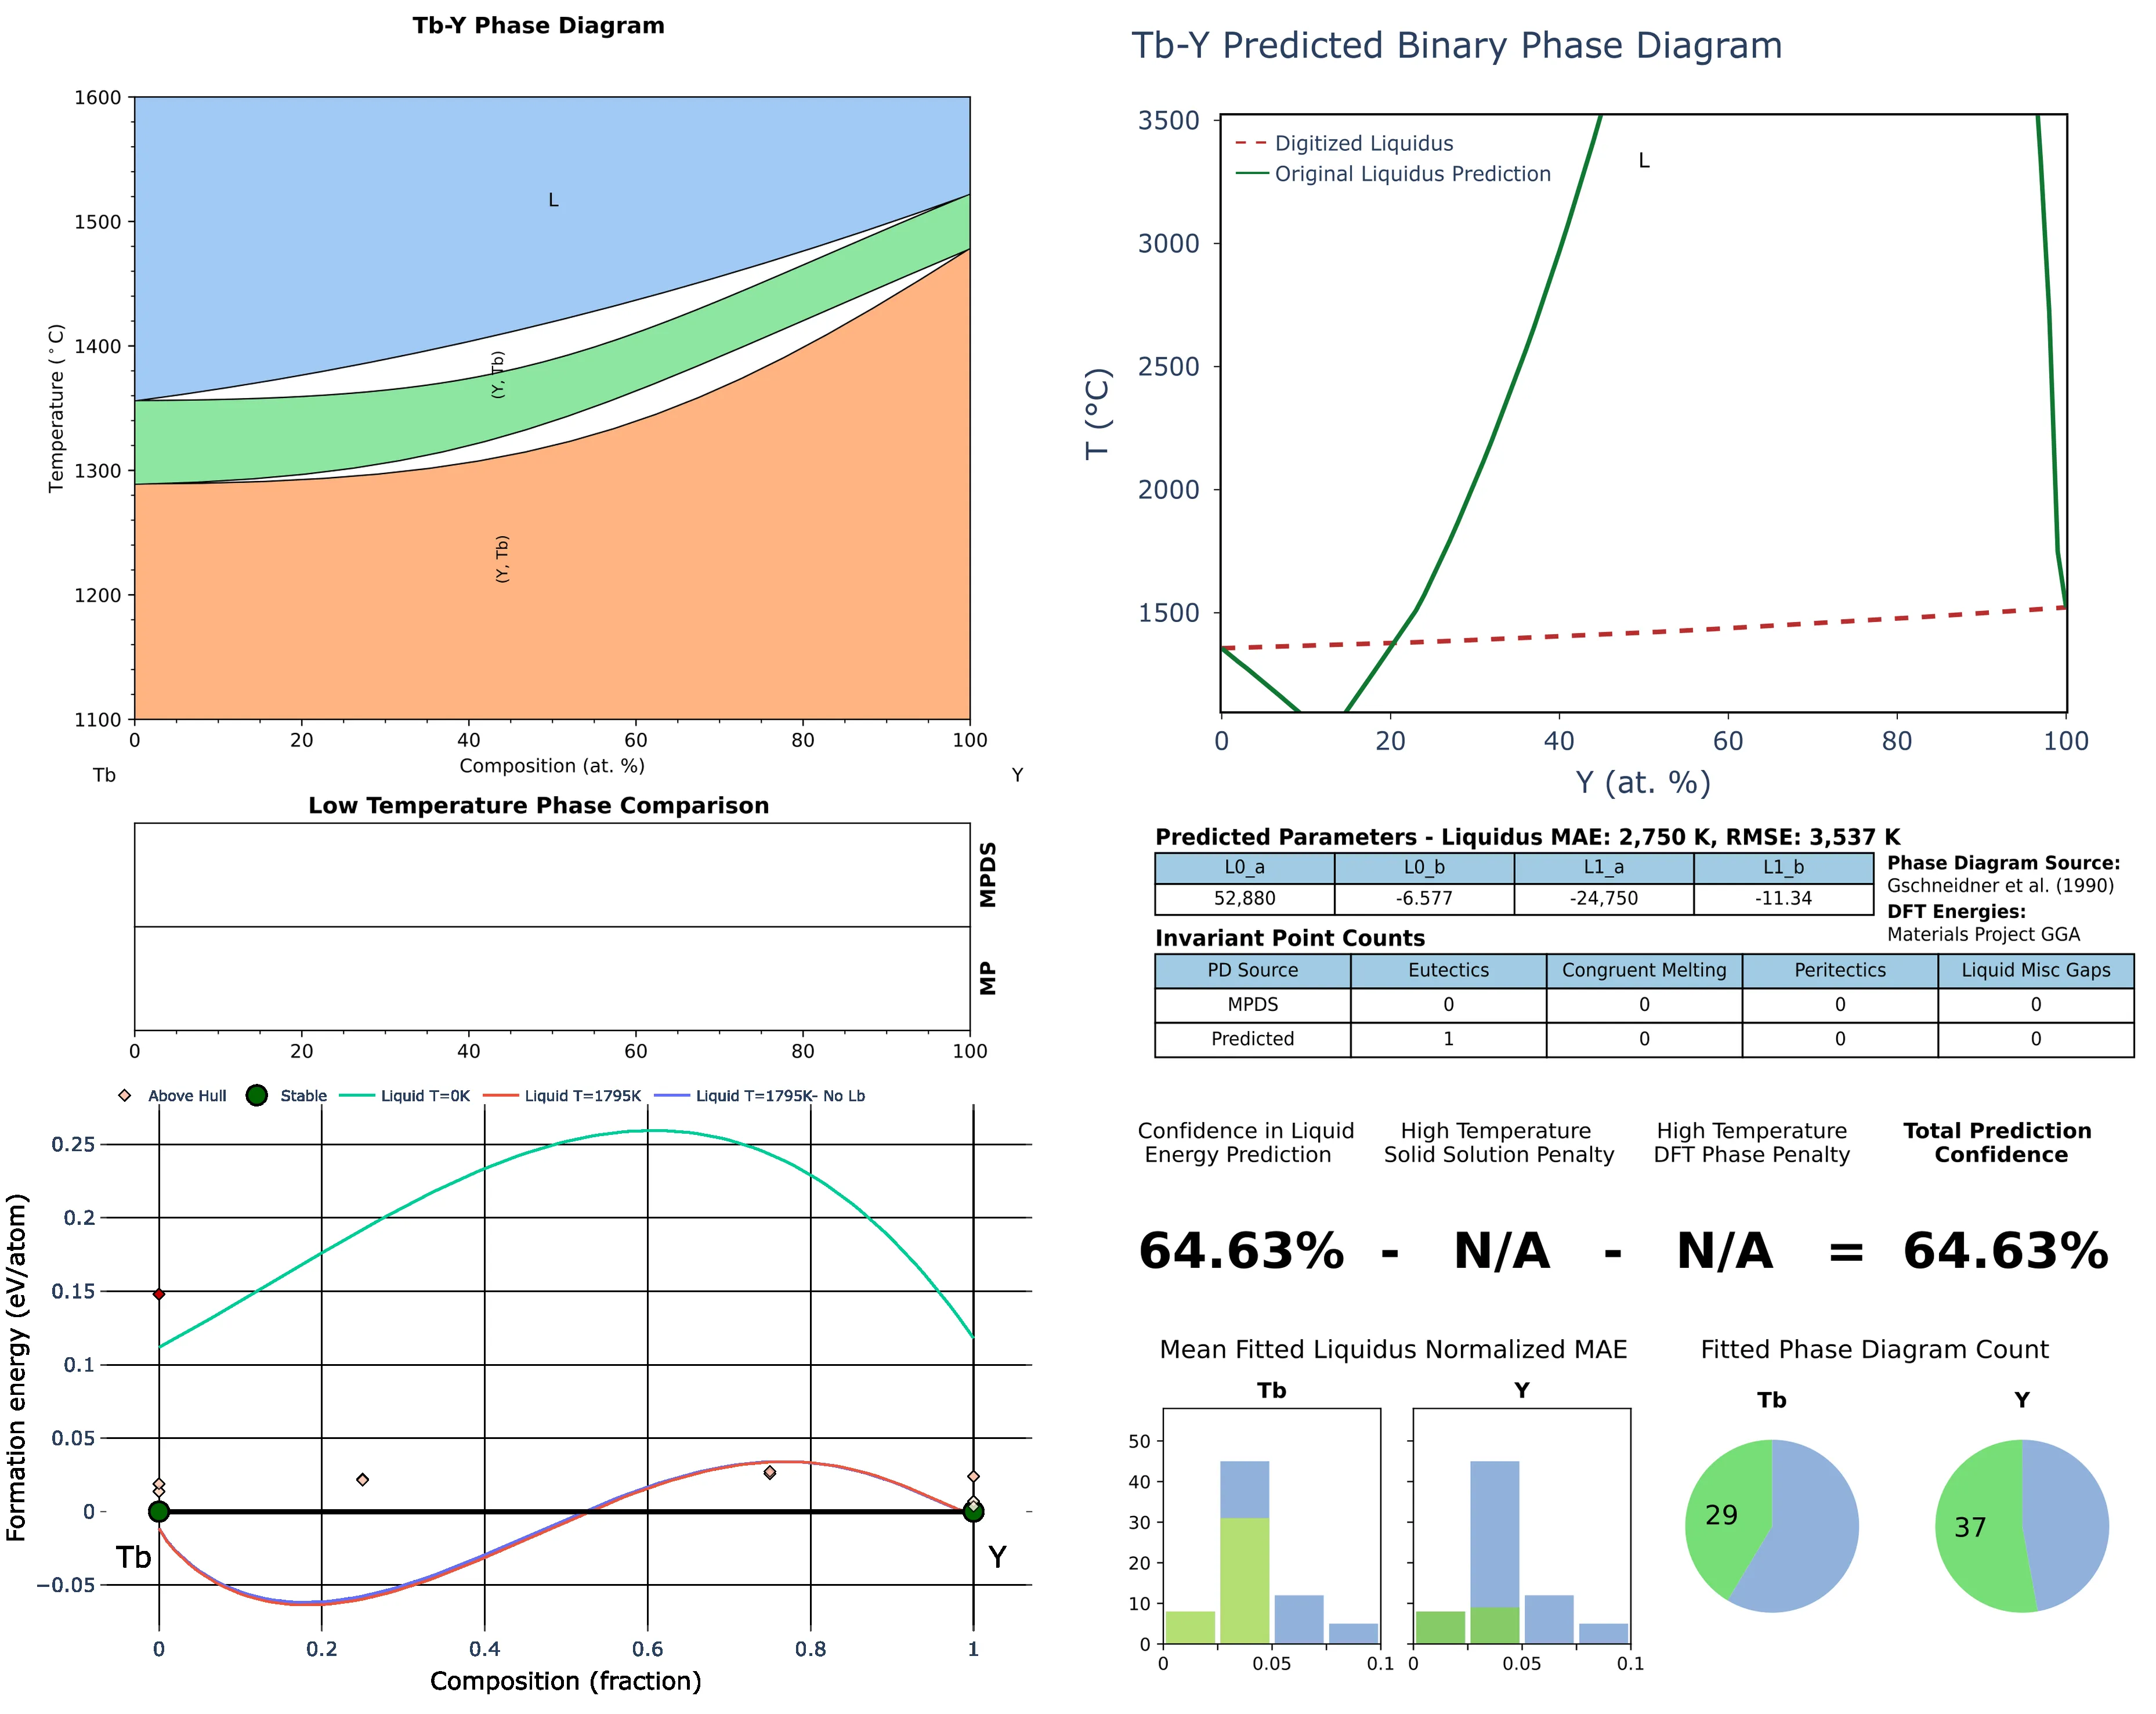 Tb-Y Phase Diagram
1600
1500
1400
1300
1200
1100
Temperature (°C)
L
(Y, Tb)
(Y, Tb)
0 20 40 60 80 100
Composition (at. %)
Tb Y
Low Temperature Phase Comparison
MPDS
MP
0 20 40 60 80 100
Above Hull Stable Liquid T=0K Liquid T=1795K Liquid T=1795K- No Lb
0.25
0.2
0.15
0.1
0.05
0
−0.05
Formation energy (eV/atom)
Tb Y
0 0.2 0.4 0.6 0.8 1
Composition (fraction)
Tb-Y Predicted Binary Phase Diagram
3500
3000
2500
2000
1500
T (°C)
Digitized Liquidus
Original Liquidus Prediction
L
0 20 40 60 80 100
Y (at. %)
Predicted Parameters - Liquidus MAE: 2,750 K, RMSE: 3,537 K
L0_a L0_b L1_a L1_b
52,880 -6.577 -24,750 -11.34
Phase Diagram Source:
Gschneidner et al. (1990)
DFT Energies:
Materials Project GGA
Invariant Point Counts
PD Source Eutectics Congruent Melting Peritectics Liquid Misc Gaps
MPDS 0 0 0 0
Predicted 1 0 0 0
Confidence in Liquid High Temperature High Temperature Total Prediction
Energy Prediction Solid Solution Penalty DFT Phase Penalty Confidence
64.63% - N/A - N/A = 64.63%
Mean Fitted Liquidus Normalized MAE
Tb Y
50
40
30
20
10
0
0 0.05 0.1 0 0.05 0.1
Fitted Phase Diagram Count
Tb Y
29 37